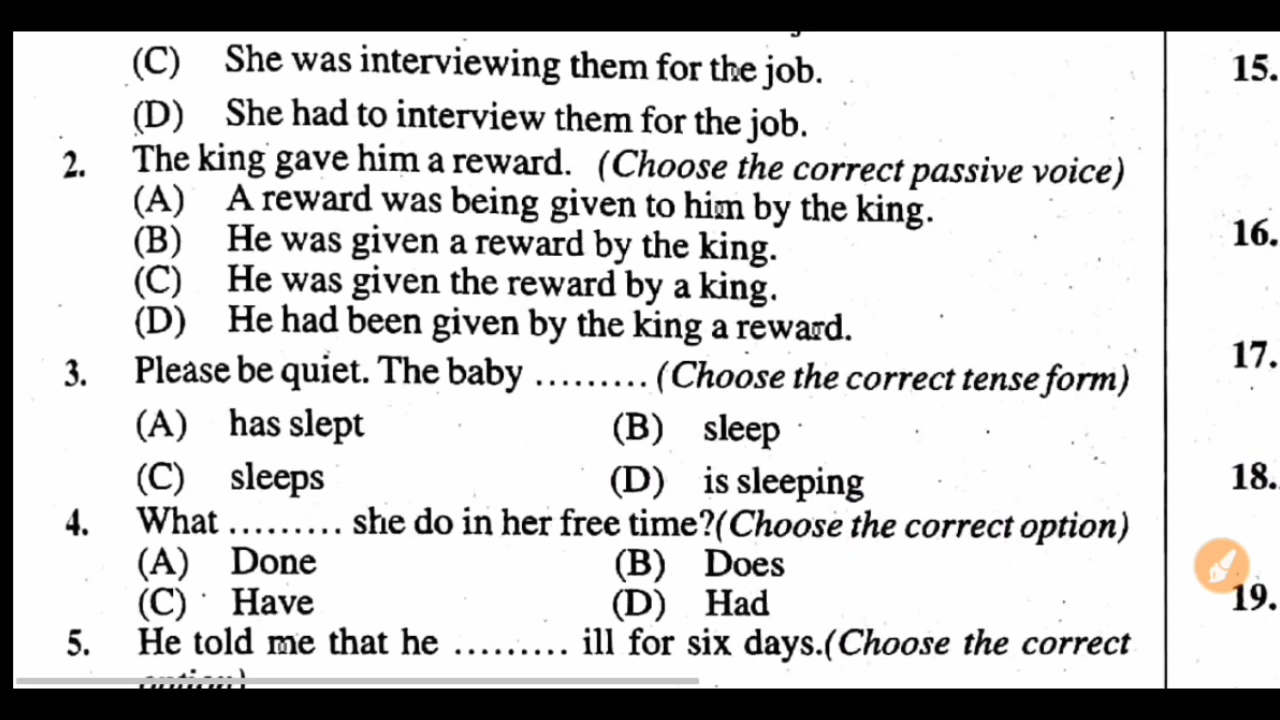 (C) She was interviewing them for the job.
(D) She had to interview them for the job.
2. The king gave him a reward. (Choose the correct passive voice)
(A) A reward was being given to him by the king.
(B) He was given a reward by the king.
(C) He was given the reward by a king.
(D) He had been given by the king a reward.
3. Please be quiet. The baby ......... (Choose the correct tense form)
(A) has slept (B) sleep
(C) sleeps (D) is sleeping
4. What ......... she do in her free time?(Choose the correct option)
(A) Done (B) Does
(C) Have (D) Had
5. He told me that he ......... ill for six days.(Choose the correct
15.
16.
17.
18.
19.